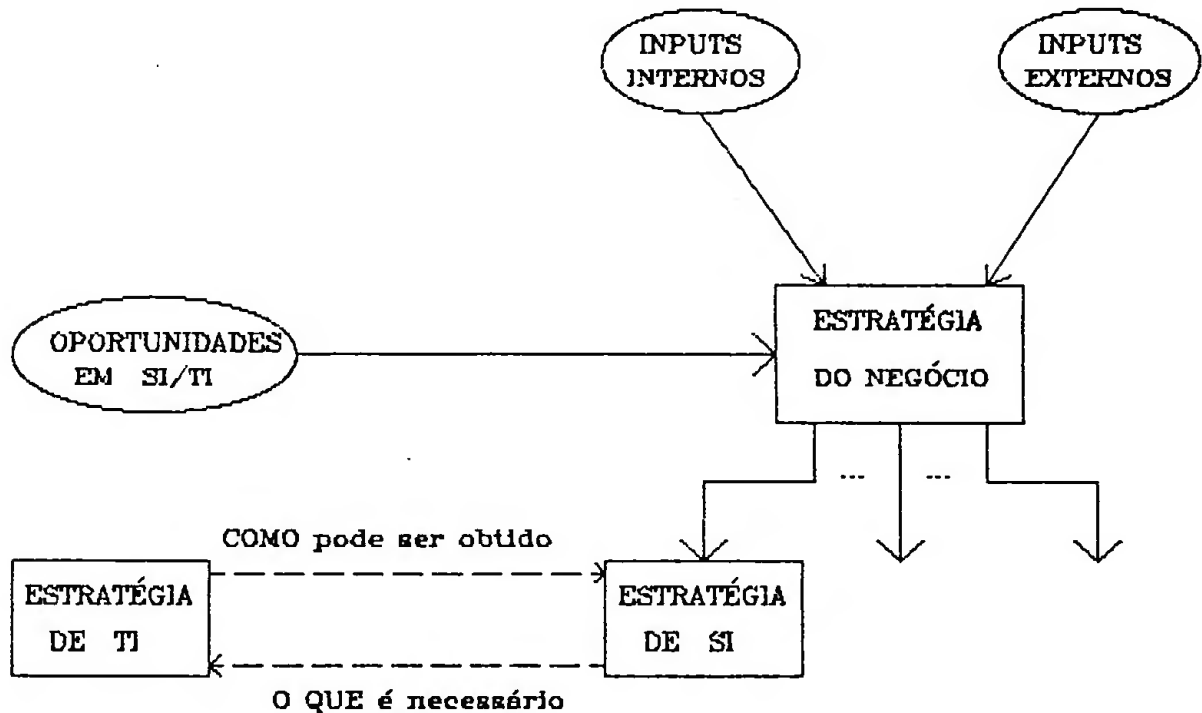 INPUTS
INTERNOS
INPUTS
EXTERNOS
OPORTUNIDADES
EM SI/TI
ESTRATÉGIA
DO NEGÓCIO
... ...
COMO pode ser obtido
ESTRATÉGIA
DE TI
ESTRATÉGIA
DE SI
O QUE é necessário